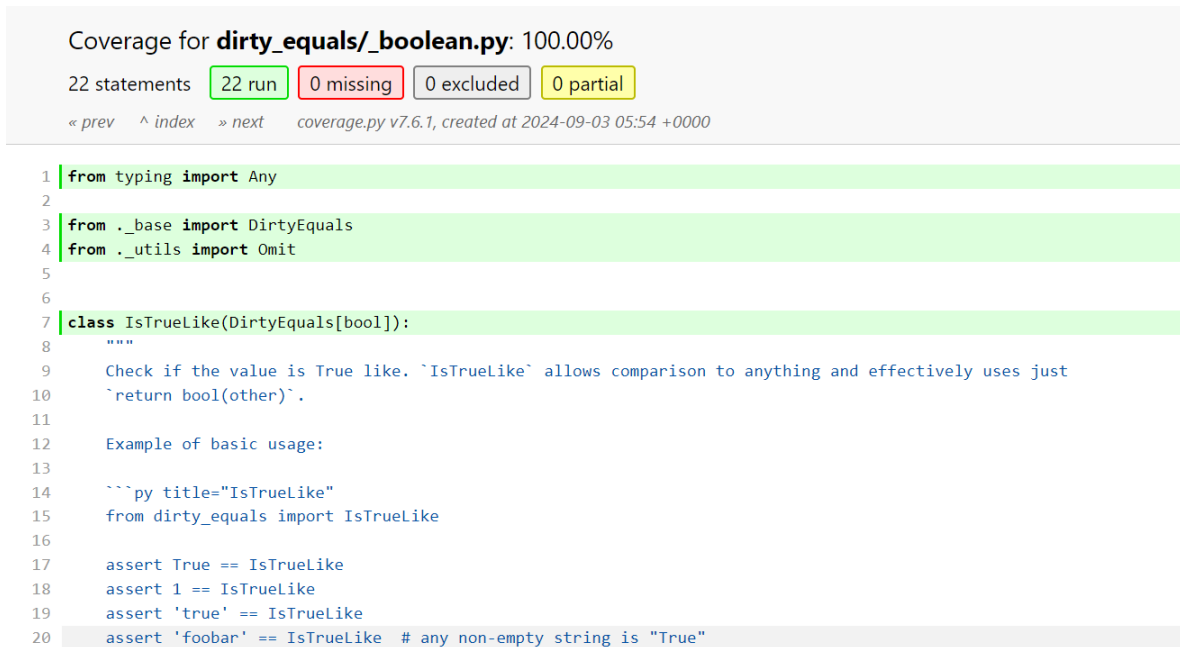 Coverage for dirty_equals/_boolean.py: 100.00%
22 statements 22 run 0 missing 0 excluded 0 partial
« prev ^ index » next coverage.py v7.6.1, created at 2024-09-03 05:54 +0000
1 from typing import Any
2
3 from ._base import DirtyEquals
4 from ._utils import Omit
5
6
7 class IsTrueLike(DirtyEquals[bool]):
8 """
9 Check if the value is True like. `IsTrueLike` allows comparison to anything and effectively uses just
10 `return bool(other)`.
11
12 Example of basic usage:
13
14 ```py title="IsTrueLike"
15 from dirty_equals import IsTrueLike
16
17 assert True == IsTrueLike
18 assert 1 == IsTrueLike
19 assert 'true' == IsTrueLike
20 assert 'foobar' == IsTrueLike # any non-empty string is "True"